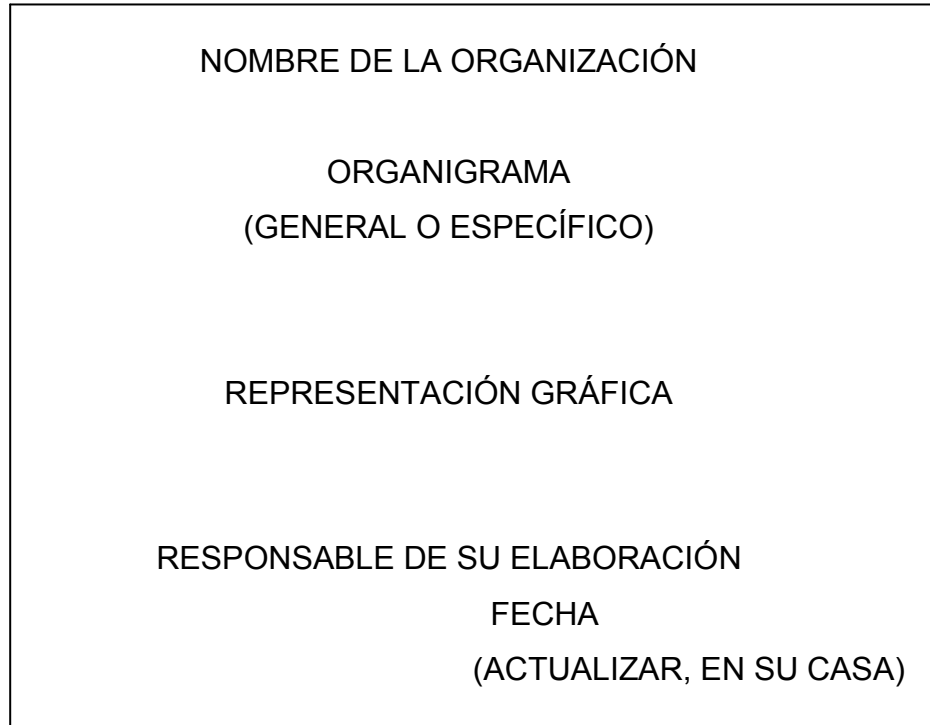 NOMBRE DE LA ORGANIZACIÓN
ORGANIGRAMA
(GENERAL O ESPECÍFICO)
REPRESENTACIÓN GRÁFICA
RESPONSABLE DE SU ELABORACIÓN
FECHA
(ACTUALIZAR, EN SU CASA)